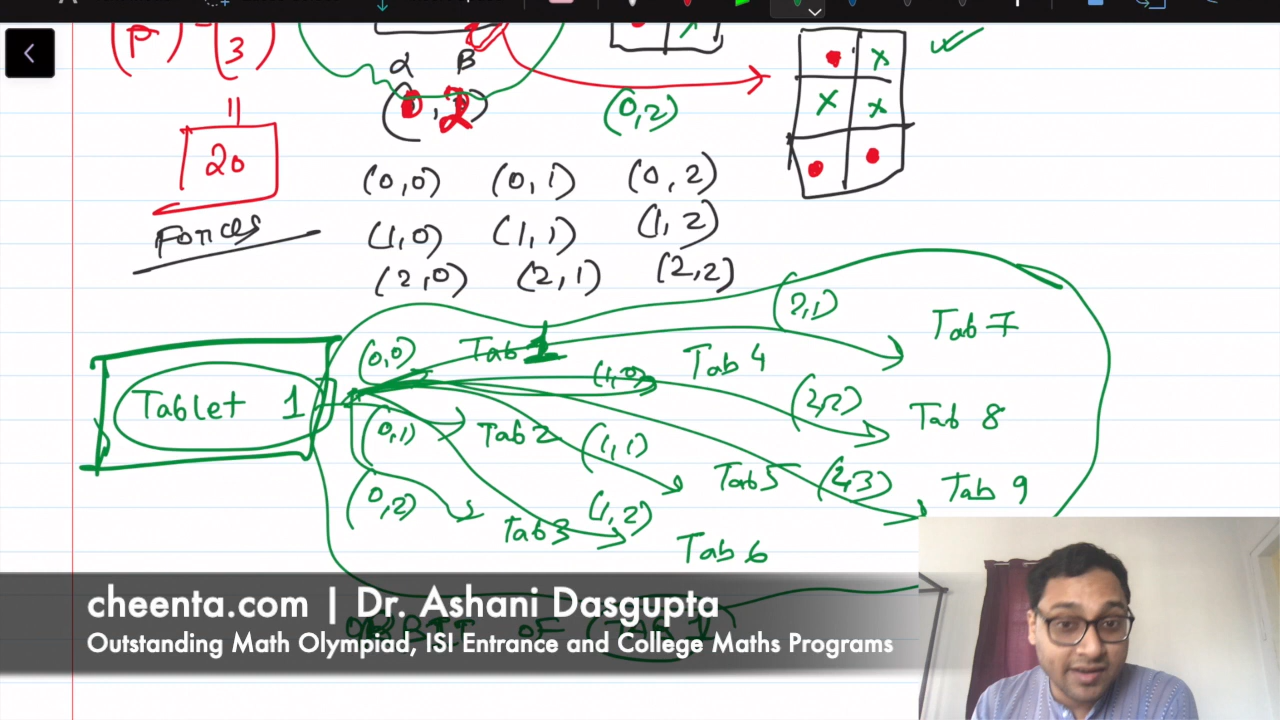 (p) = (3)
=
20
Forces
α β
(0, 2)
(0,2)
(0,0) (0,1) (0,2)
(1,0) (1,1) (1,2)
(2,0) (2,1) (2,2)
(2,1) Tab 7
(0,0) Tab 1 (1,0) Tab 4
Tablet 1 (2,2) Tab 8
(0,1) Tab 2 (1,1) Tab 5 (2,3) Tab 9
(0,2) Tab 3 (1,2) Tab 6
cheenta.com | Dr. Ashani Dasgupta
Outstanding Math Olympiad, ISI Entrance and College Maths Programs